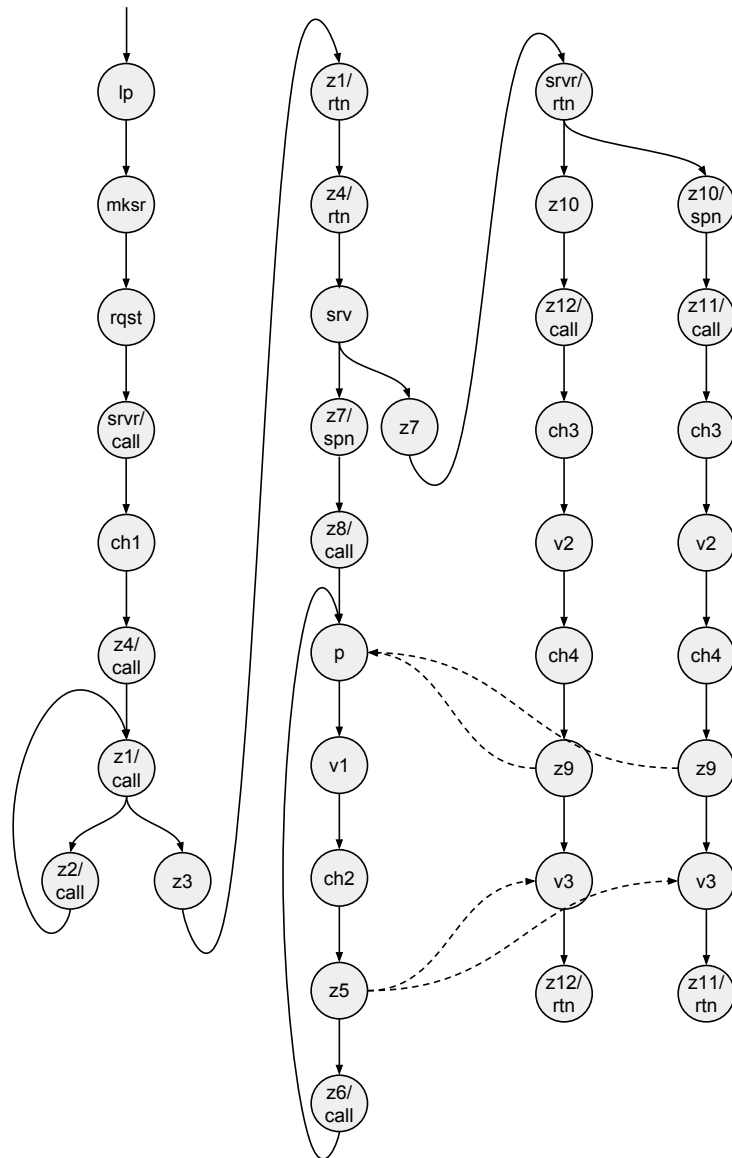 lp
mksr
rqst
srvr/
call
ch1
z4/
call
z1/
call
z2/
call
z3
z1/
rtn
z4/
rtn
srv
z7/
spn
z7
z8/
call
p
v1
ch2
z5
z6/
call
srvr/
rtn
z10
z12/
call
ch3
v2
ch4
z9
v3
z12/
rtn
z10/
spn
z11/
call
ch3
v2
ch4
z9
v3
z11/
rtn